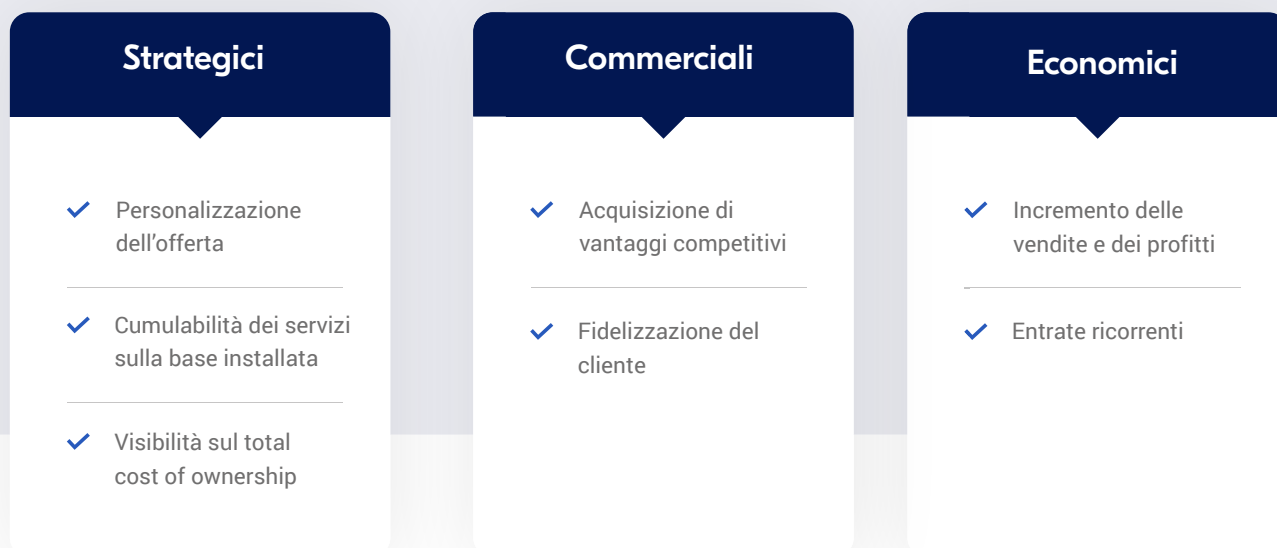 Strategici
Personalizzazione
dell’offerta
Cumulabilità dei servizi
sulla base installata
Visibilità sul total
cost of ownership
Commerciali
Acquisizione di
vantaggi competitivi
Fidelizzazione del
cliente
Economici
Incremento delle
vendite e dei profitti
Entrate ricorrenti